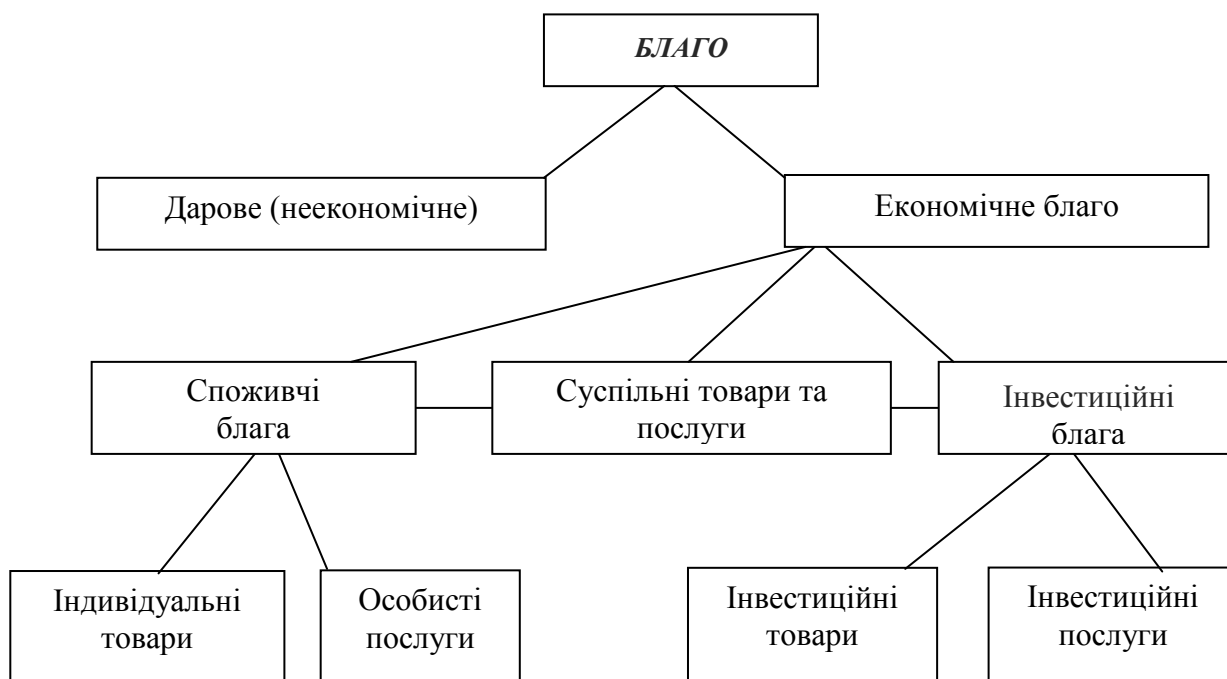 БЛАГО
Дарове (неекономічне)
Економічне благо
Споживчі
блага
Суспільні товари та
послуги
Інвестиційні
блага
Індивідуальні
товари
Особисті
послуги
Інвестиційні
товари
Інвестиційні
послуги